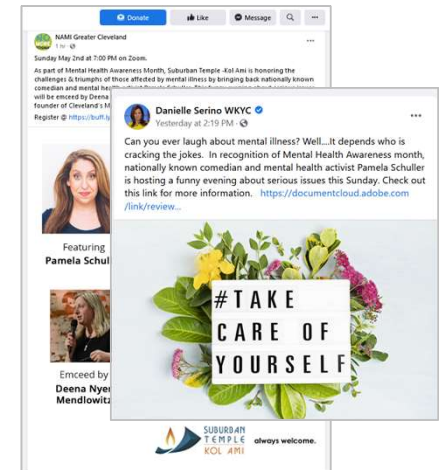 Donate Like Message
NAMI Greater Cleveland
1 hr
Sunday May 2nd at 7:00 PM on Zoom.
As part of Mental Health Awareness Month, Suburban Temple -Kol Ami is honoring the
challenges & triumphs of those affected by mental illness by bringing back nationally known
comedian and mental
will be emceed by Deena
founder of Cleveland's M
Register @ https://buff.ly
Featuring
Pamela Schul
Emceed by
Deena Nyer
Mendlowitz
Danielle Serino WKYC
Yesterday at 2:19 PM
Can you ever laugh about mental illness? Well...It depends who is
cracking the jokes. In recognition of Mental Health Awareness month,
nationally known comedian and mental health activist Pamela Schuller
is hosting a funny evening about serious issues this Sunday. Check out
this link for more information. https://documentcloud.adobe.com
/link/review...
#TAKE
CARE OF
YOURSELF
SUBURBAN
TEMPLE
KOL AMI
always welcome.